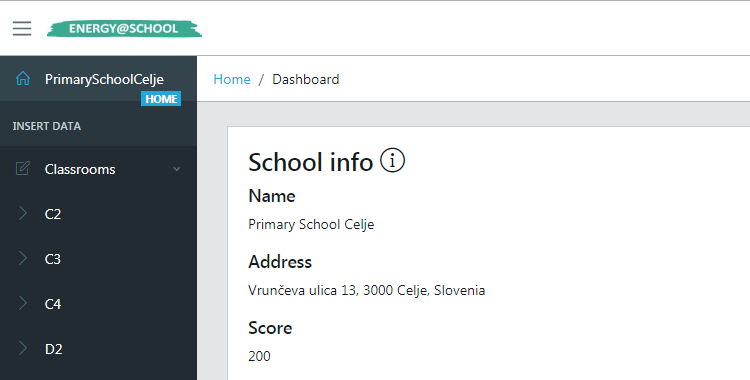 ENERGY@SCHOOL
PrimarySchoolCelje
HOME
INSERT DATA
Classrooms
C2
C3
C4
D2
Home / Dashboard
School info
Name
Primary School Celje
Address
Vrunčeva ulica 13, 3000 Celje, Slovenia
Score
200